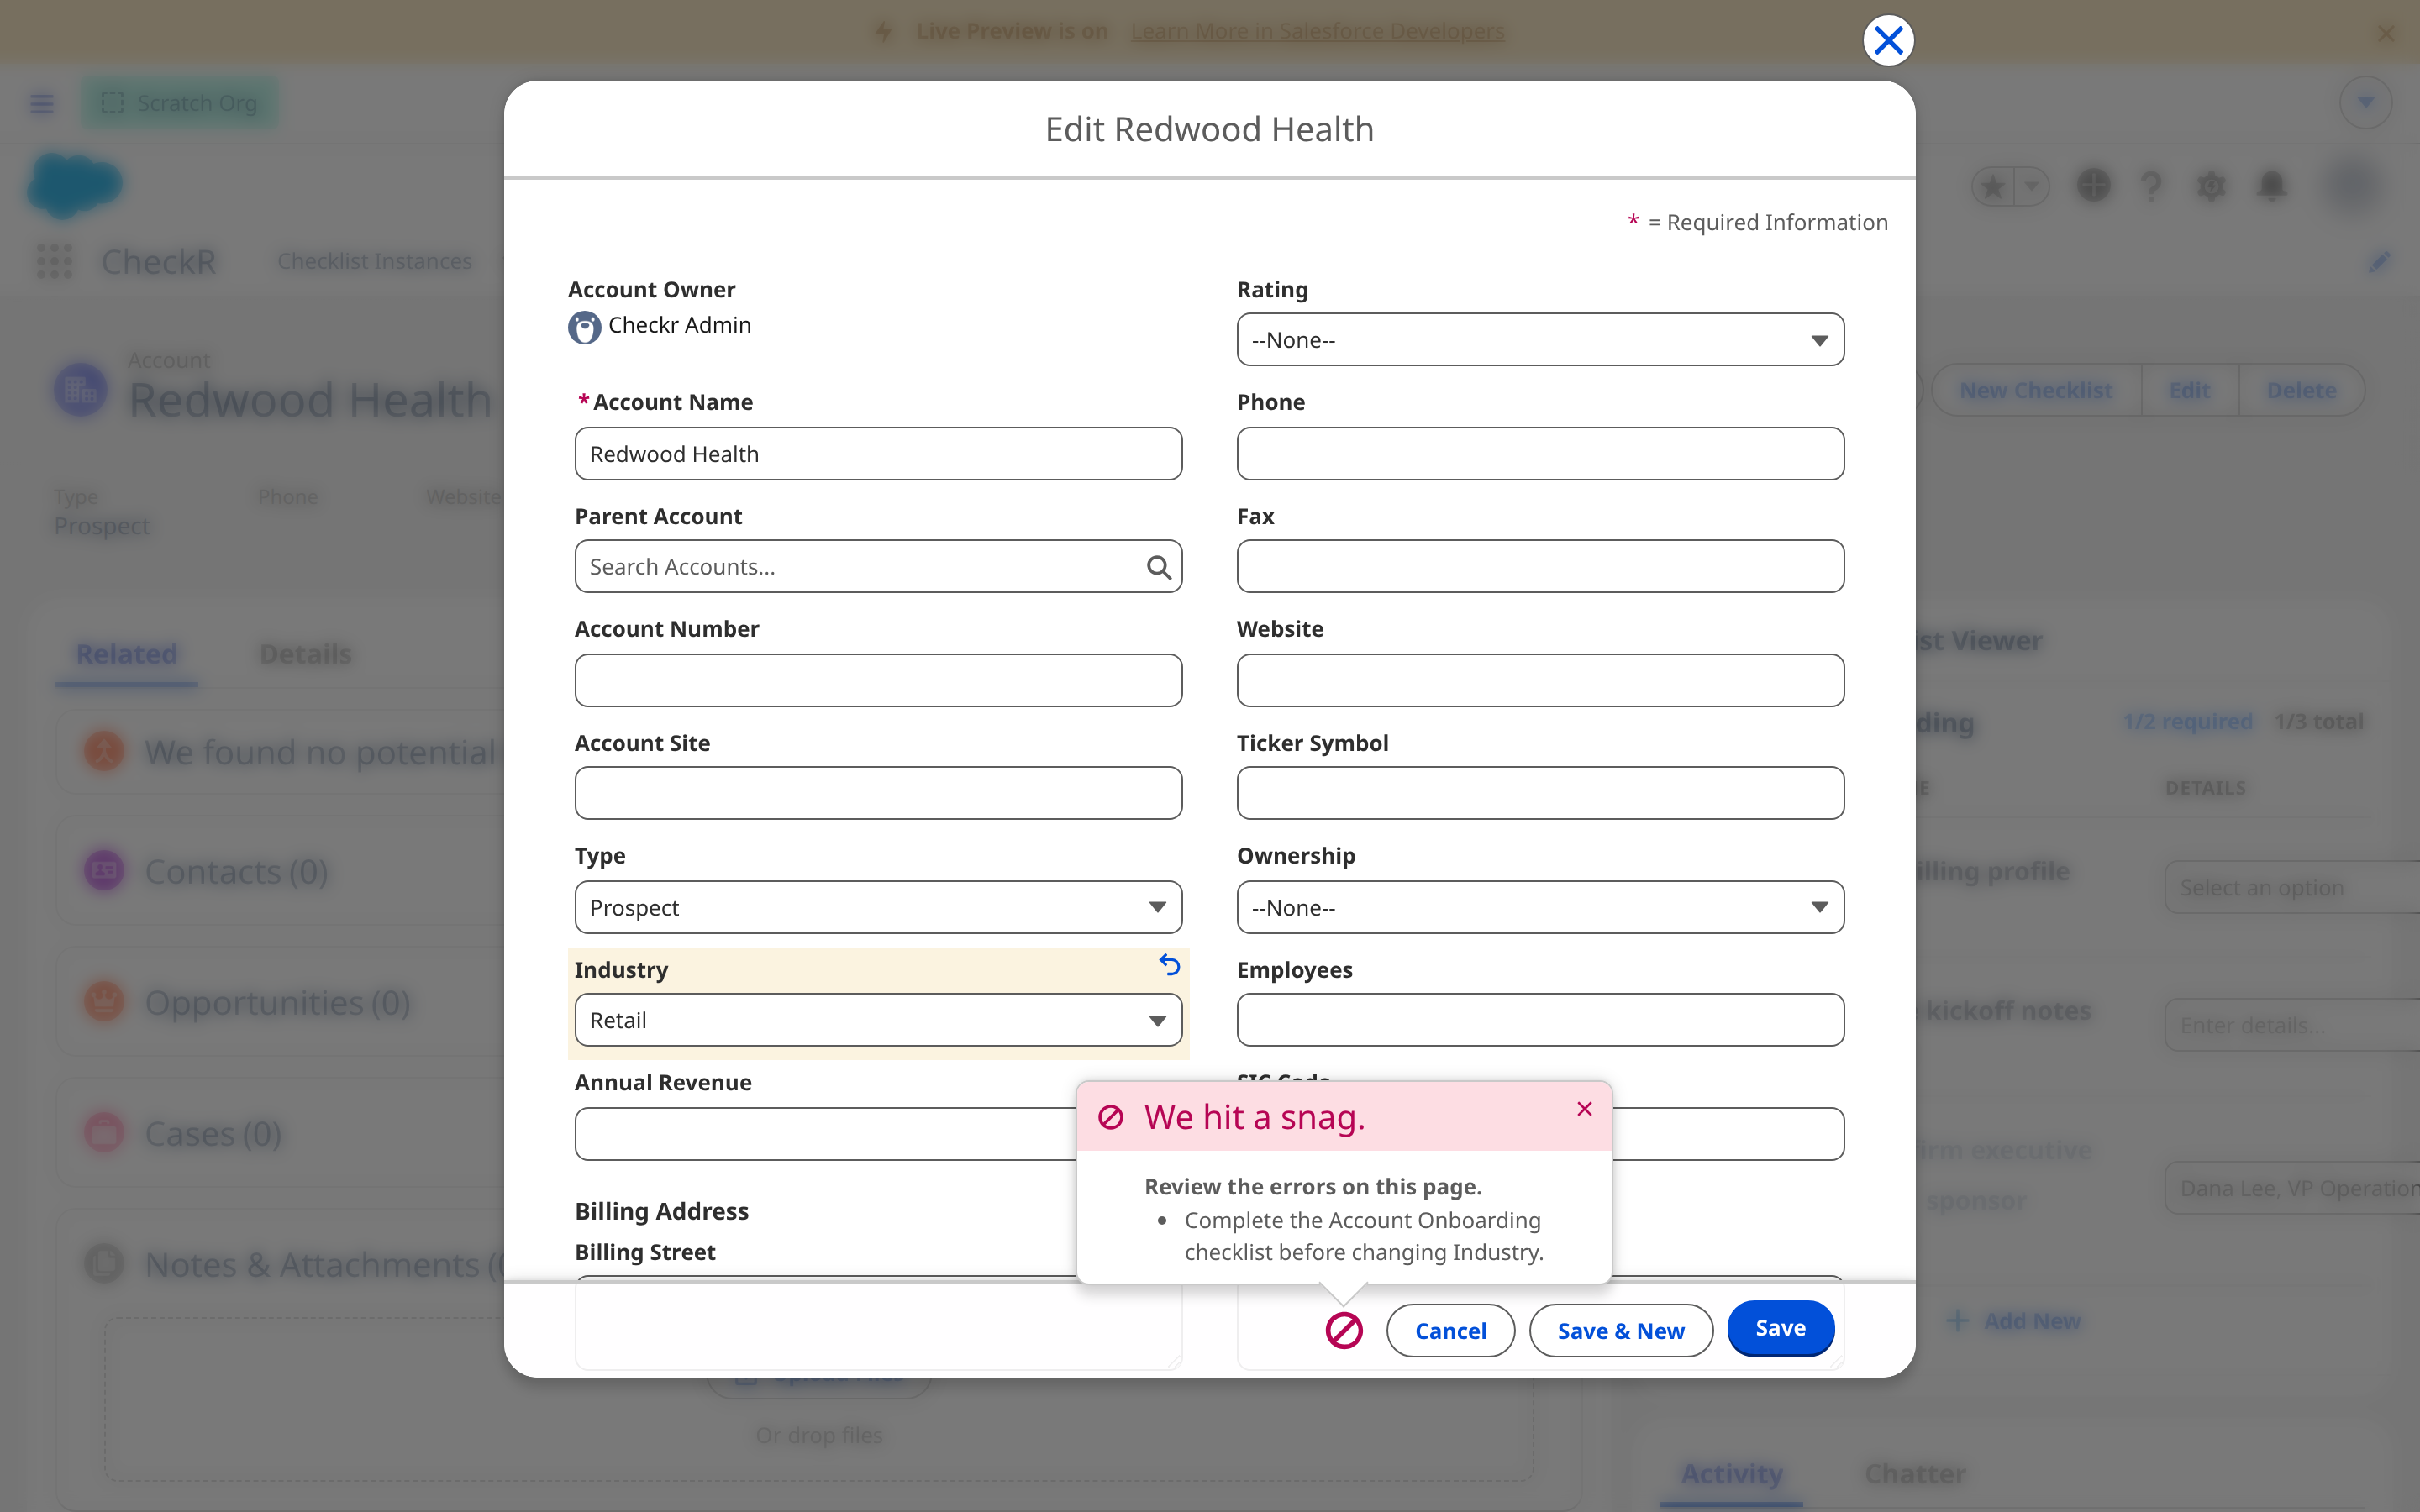 Live Preview is on Learn More in Salesforce Developers
Scratch Org
CheckR
Checklist Instances
Account
Redwood Health
New Checklist
Edit
Delete
Type
Prospect
Phone
Website
Related
Details
We found no potential
Contacts (0)
Opportunities (0)
Cases (0)
Notes & Attachments (
Or drop files
Edit Redwood Health
* = Required Information
Account Owner
Checkr Admin
Rating
--None--
*Account Name
Redwood Health
Phone
Parent Account
Search Accounts...
Fax
Account Number
Website
Account Site
Ticker Symbol
Type
Prospect
Ownership
--None--
Industry
Retail
Employees
Annual Revenue
SIC Code
Billing Address
Billing Street
We hit a snag.
Review the errors on this page.
• Complete the Account Onboarding
checklist before changing Industry.
Cancel
Save & New
Save
st Viewer
ding
1/2 required
1/3 total
E
DETAILS
illing profile
Select an option
kickoff notes
Enter details...
irm executive
sponsor
Dana Lee, VP Operation
Add New
Activity
Chatter